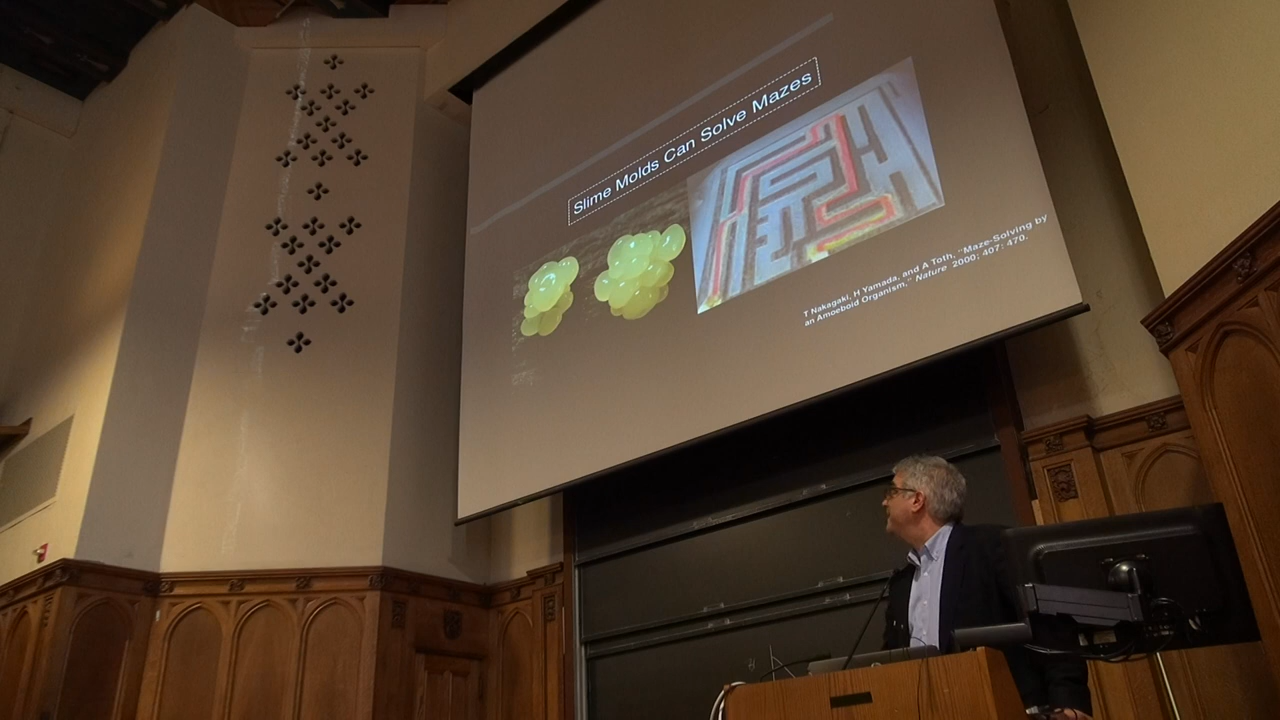 Slime Molds Can Solve Mazes
T Nakagaki, H Yamada, and A Toth, "Maze-Solving by
an Amoeboid Organism," Nature 2000; 407: 470.